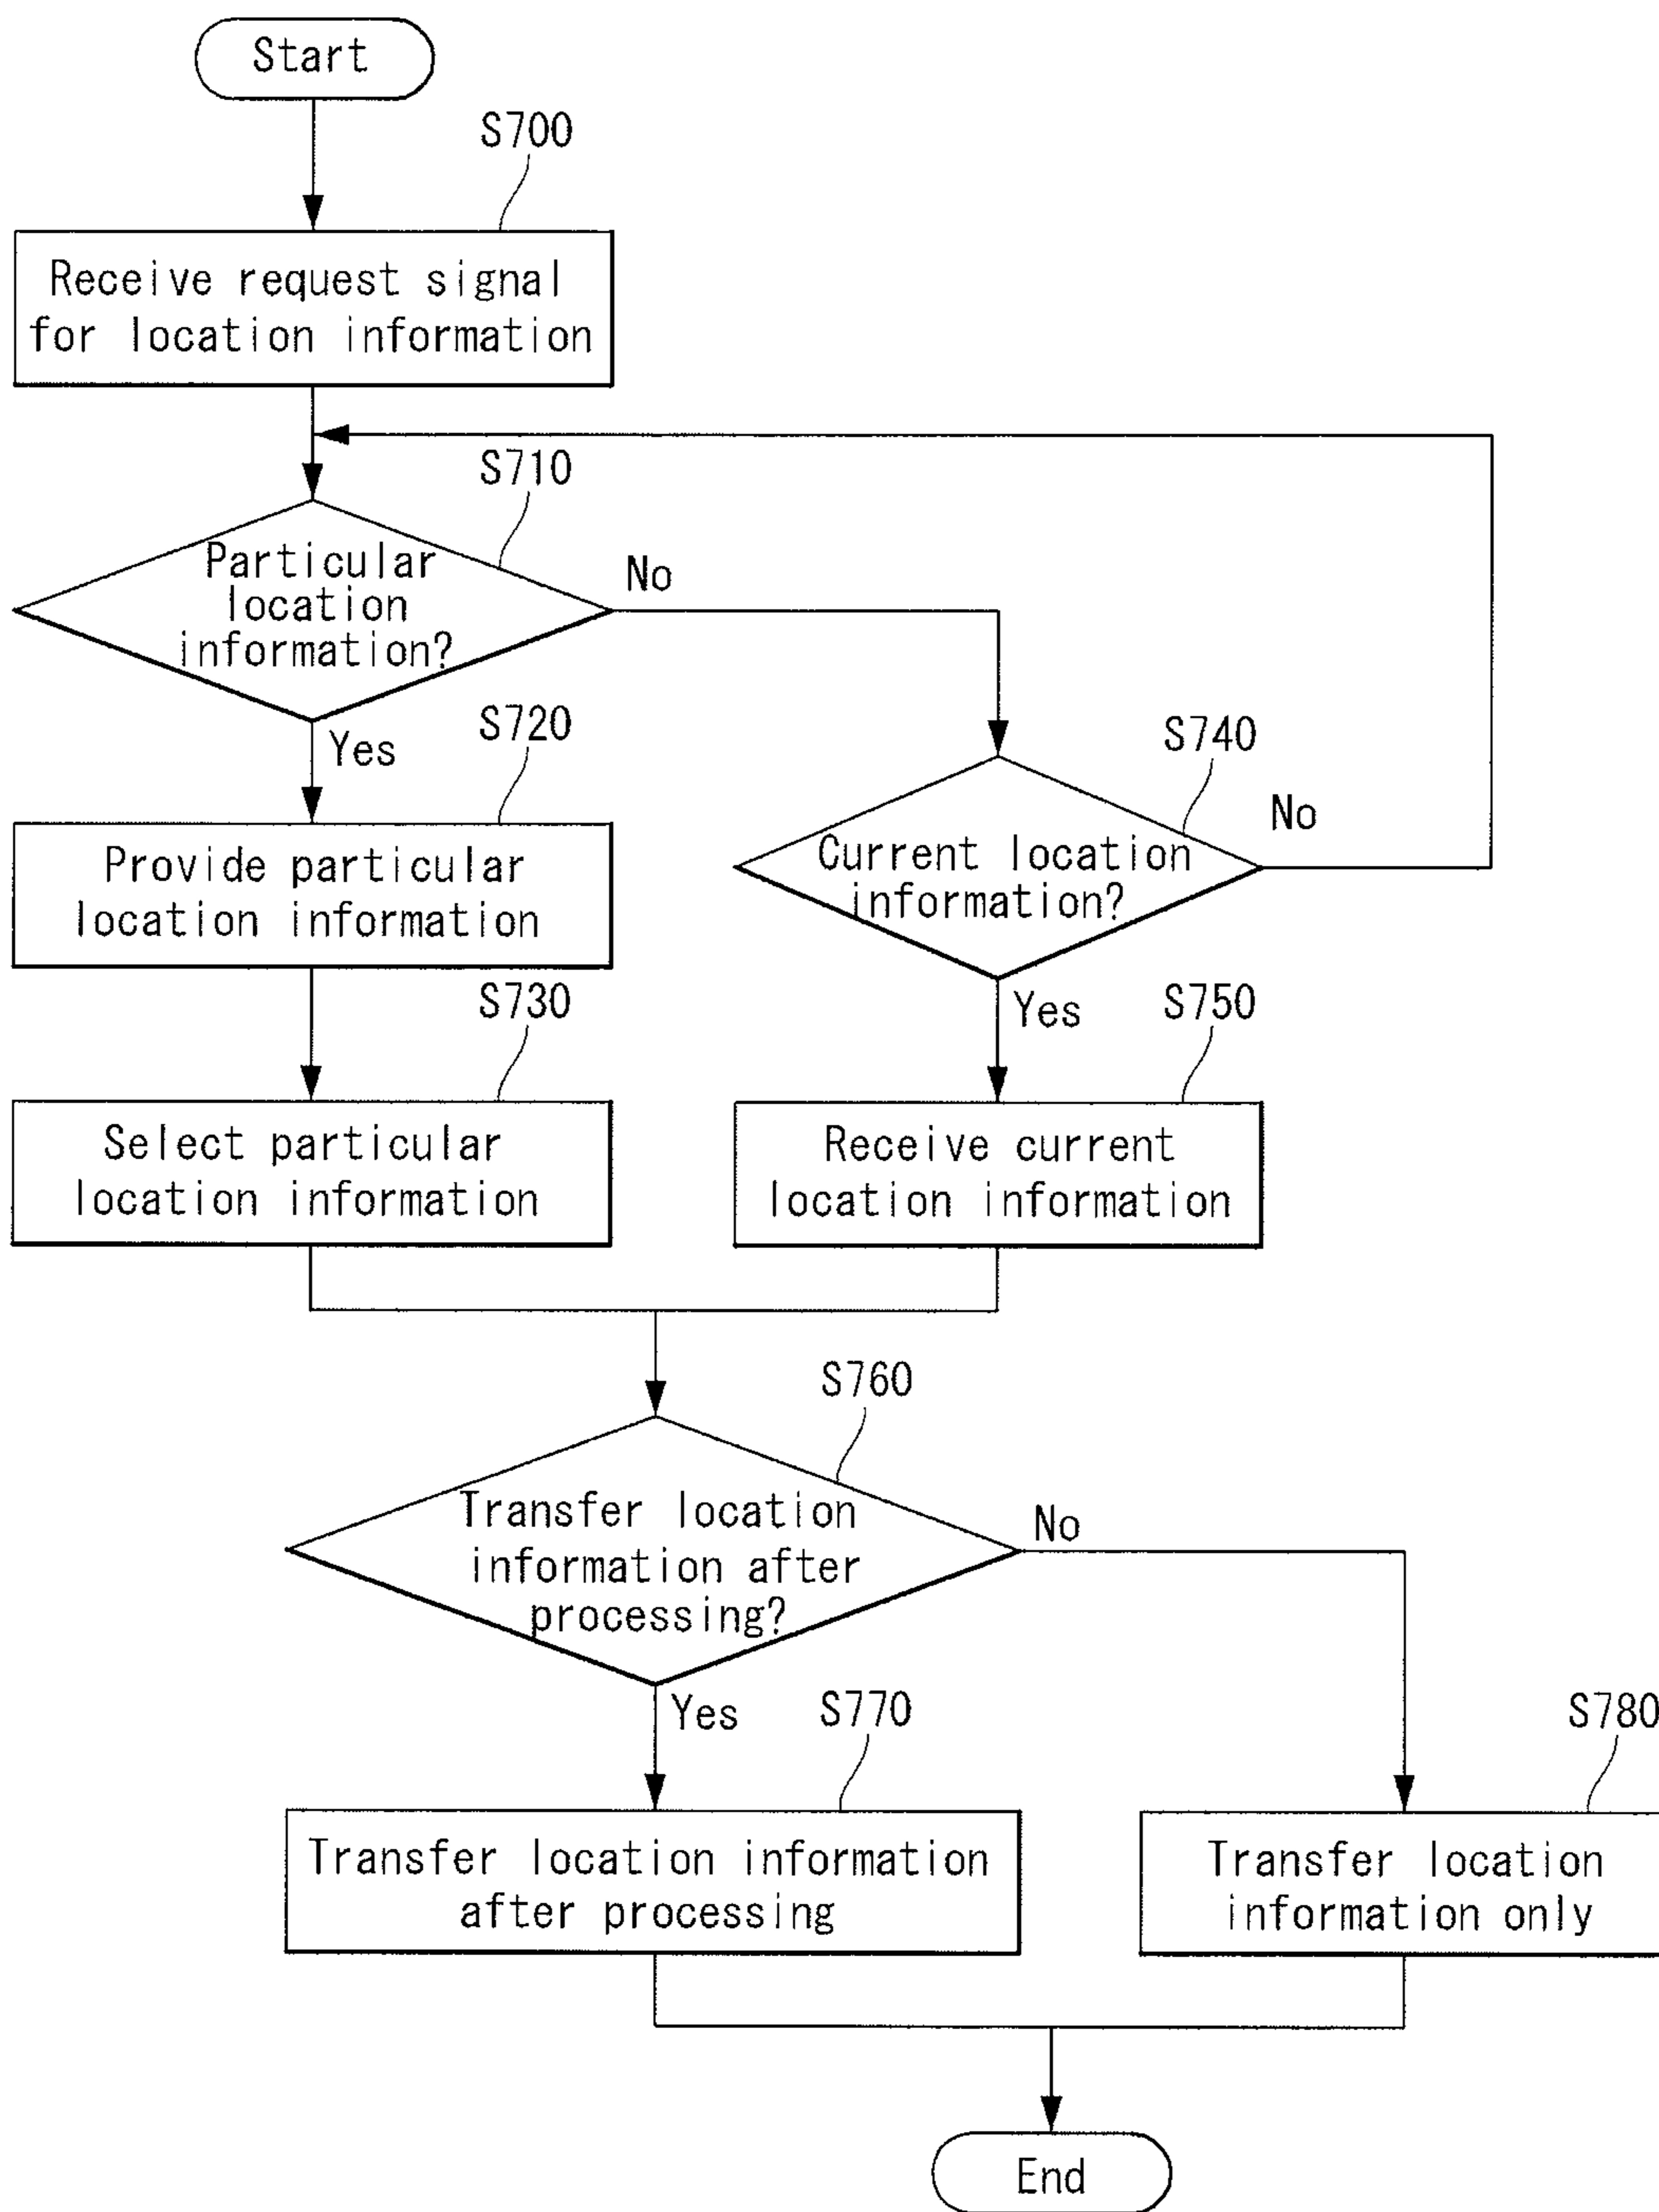 Start
S700
Receive request signal
for location information
S710
Particular
location
information?
No
Yes
S720
S740
Provide particular
location information
Current location
information?
No
S730
Yes
S750
Select particular
location information
Receive current
location information
S760
Transfer location
information after
processing?
No
Yes
S770
S780
Transfer location information
after processing
Transfer location
information only
End